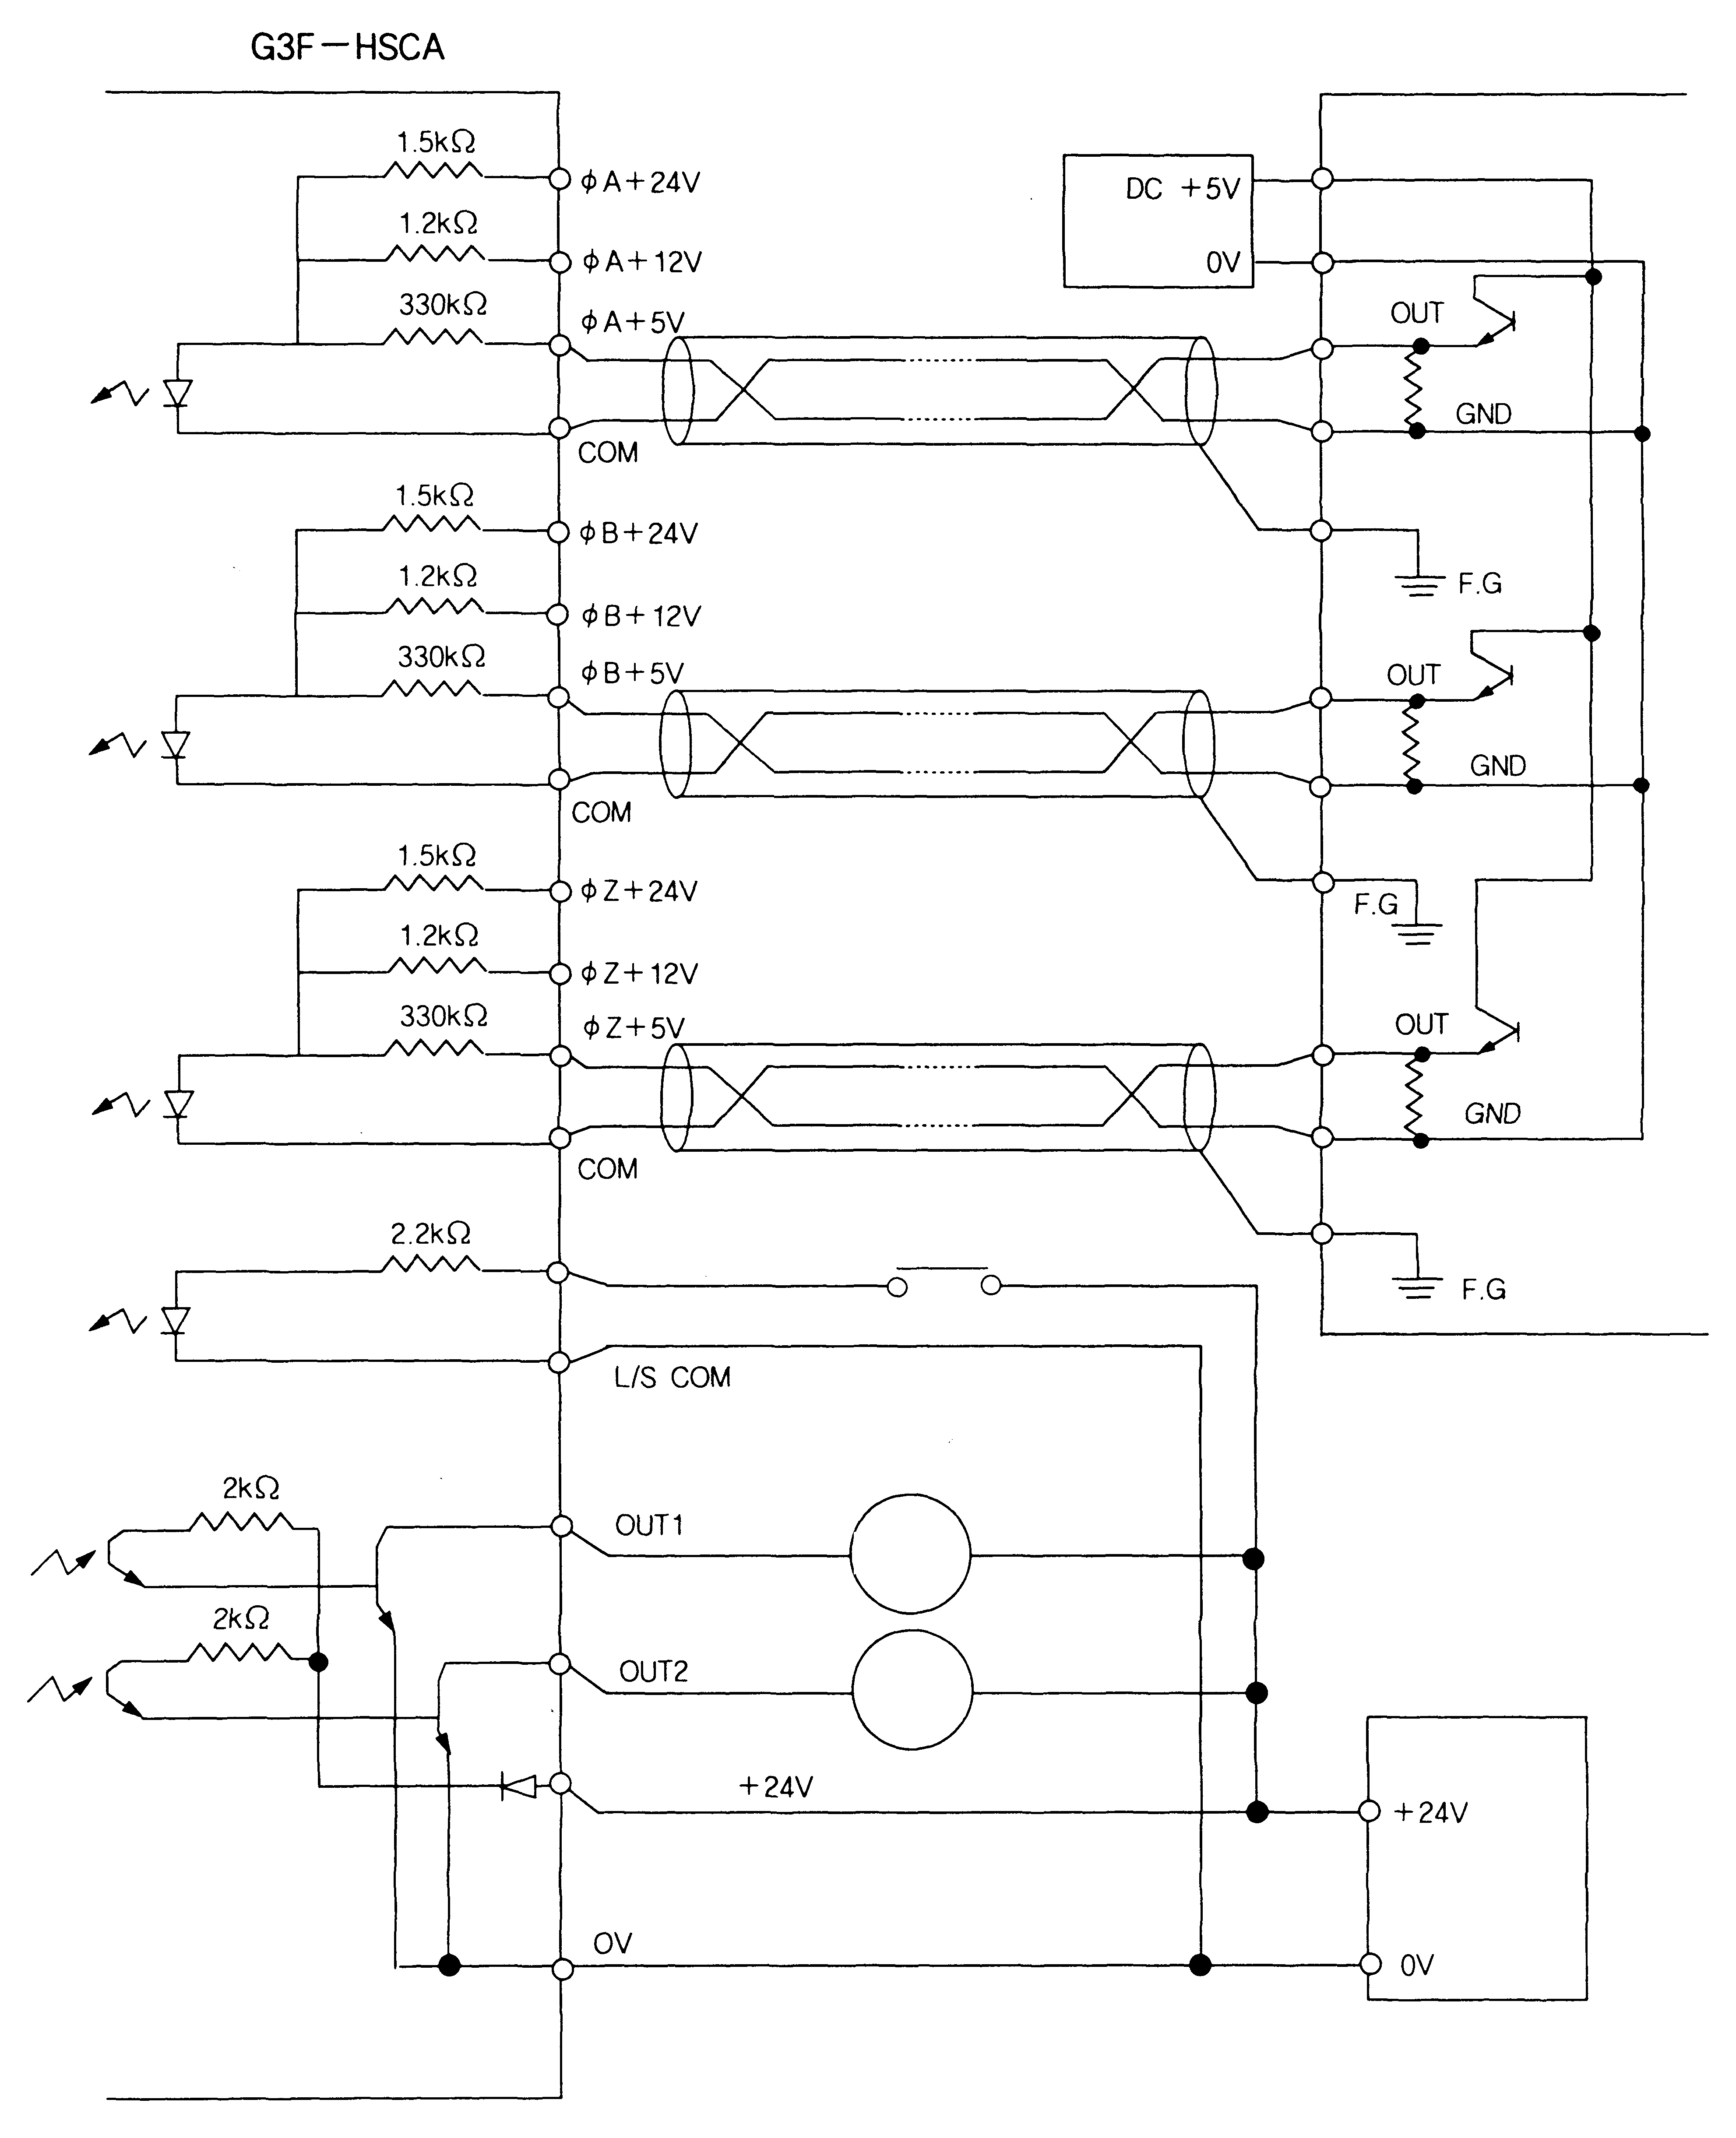 G3F-HSCA
1.5kΩ
φA+24V
DC +5V
1.2kΩ
φA+12V
0V
330kΩ
φA+5V
OUT
COM
GND
1.5kΩ
φB+24V
F.G
1.2kΩ
φB+12V
330kΩ
φB+5V
OUT
COM
GND
1.5kΩ
φZ+24V
F.G
1.2kΩ
φZ+12V
330kΩ
φZ+5V
OUT
COM
GND
2.2kΩ
F.G
L/S COM
2kΩ
OUT1
2kΩ
OUT2
+24V
+24V
0V
0V